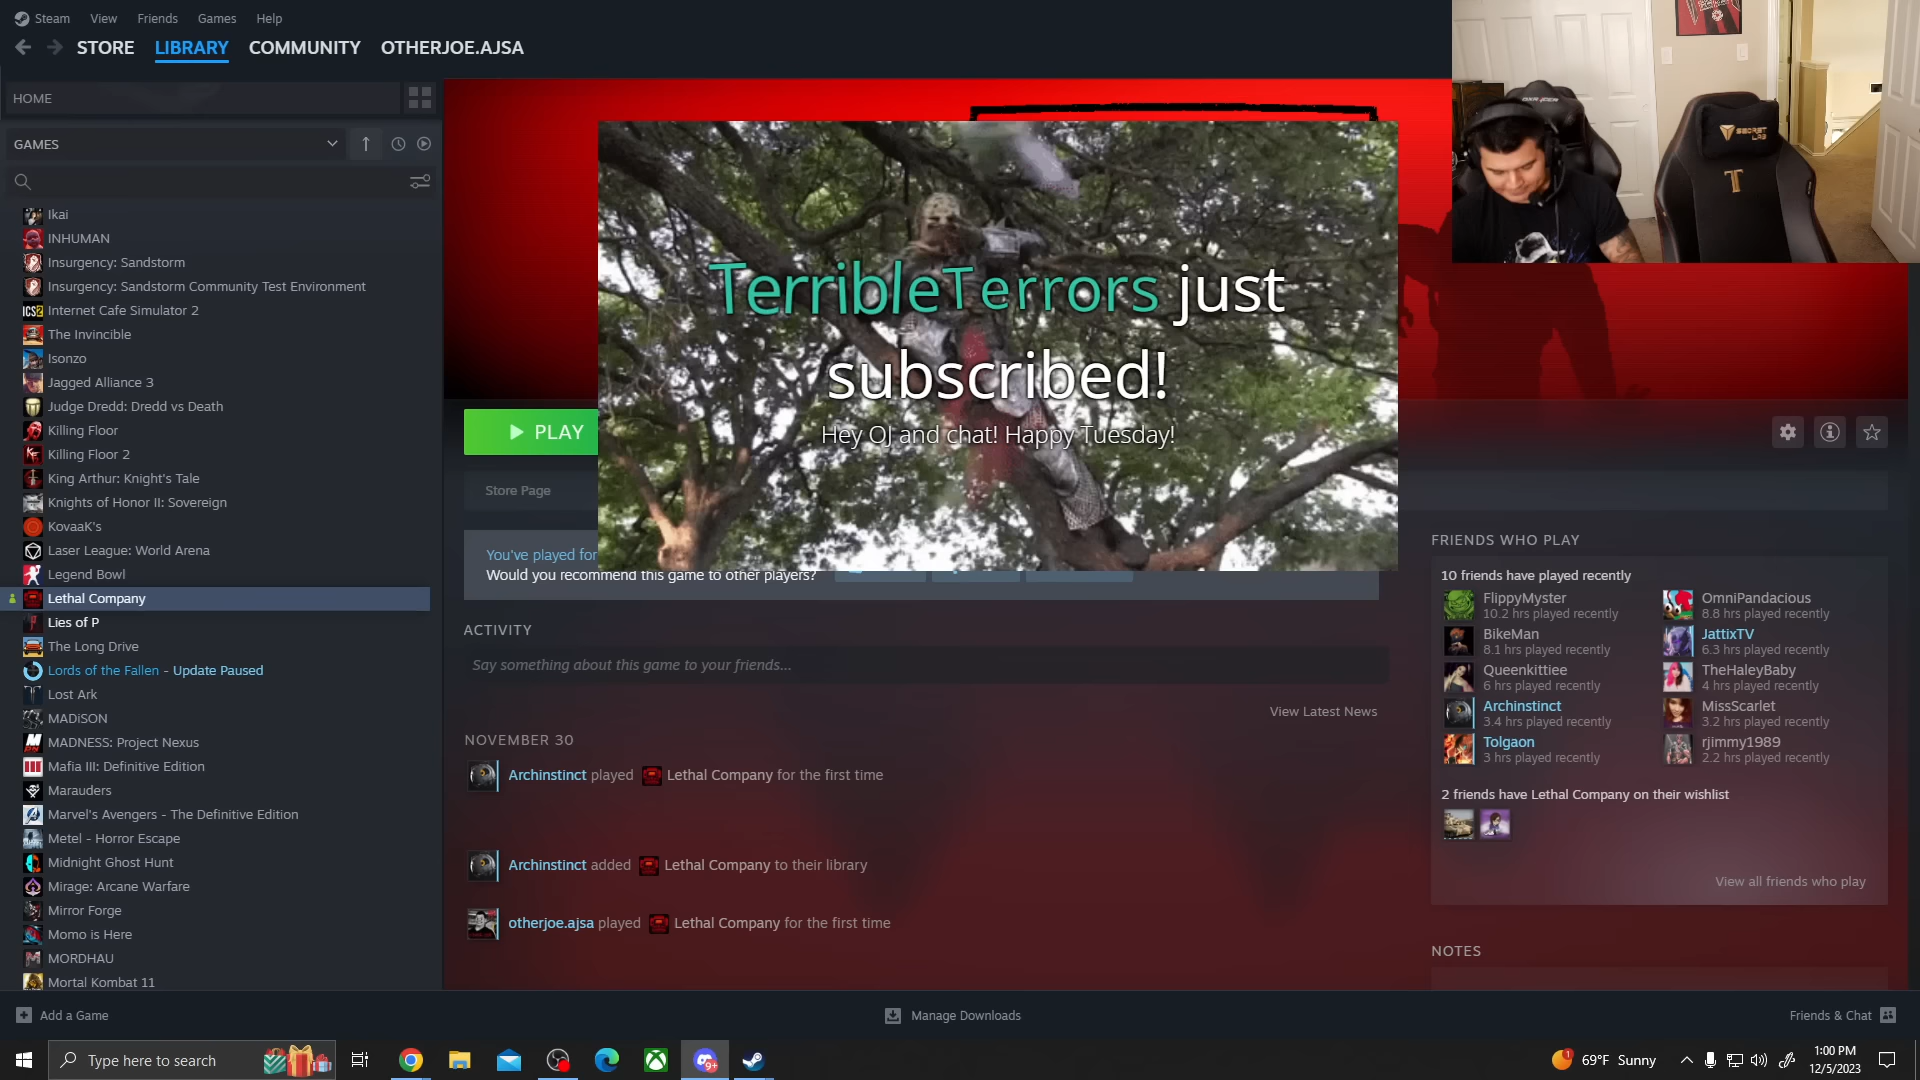 Steam View Friends Games Help
STORE LIBRARY COMMUNITY OTHERJOE.AJSA
HOME
GAMES
Ikai
INHUMAN
Insurgency: Sandstorm
Insurgency: Sandstorm Community Test Environment
Internet Cafe Simulator 2
The Invincible
Isonzo
Jagged Alliance 3
Judge Dredd: Dredd vs Death
Killing Floor
Killing Floor 2
King Arthur: Knight's Tale
Knights of Honor II: Sovereign
KovaaK's
Laser League: World Arena
Legend Bowl
Lethal Company
Lies of P
The Long Drive
Lords of the Fallen - Update Paused
Lost Ark
MADiSON
MADNESS: Project Nexus
Mafia III: Definitive Edition
Marauders
Marvel's Avengers - The Definitive Edition
Metel - Horror Escape
Midnight Ghost Hunt
Mirage: Arcane Warfare
Mirror Forge
Momo is Here
MORDHAU
Mortal Kombat 11
TerribleTerrors just
subscribed!
Hey OJ and chat! Happy Tuesday!
PLAY
Store Page
You've played for
Would you recommend this game to other players?
ACTIVITY
Say something about this game to your friends...
View Latest News
NOVEMBER 30
Archinstinct played Lethal Company for the first time
Archinstinct added Lethal Company to their library
otherjoe.ajsa played Lethal Company for the first time
SECRET
LAB
FRIENDS WHO PLAY
10 friends have played recently
FlippyMyster
10.2 hrs played recently
OmniPandacious
8.8 hrs played recently
BikeMan
8.1 hrs played recently
JattixTV
6.3 hrs played recently
Queenkittiee
6 hrs played recently
TheHaleyBaby
4 hrs played recently
Archinstinct
3.4 hrs played recently
MissScarlet
3.2 hrs played recently
Tolgaon
3 hrs played recently
rjimmy1989
2.2 hrs played recently
2 friends have Lethal Company on their wishlist
View all friends who play
NOTES
Add a Game
Manage Downloads
Friends & Chat
Type here to search
9+
1
69°F Sunny
1:00 PM
12/5/2023